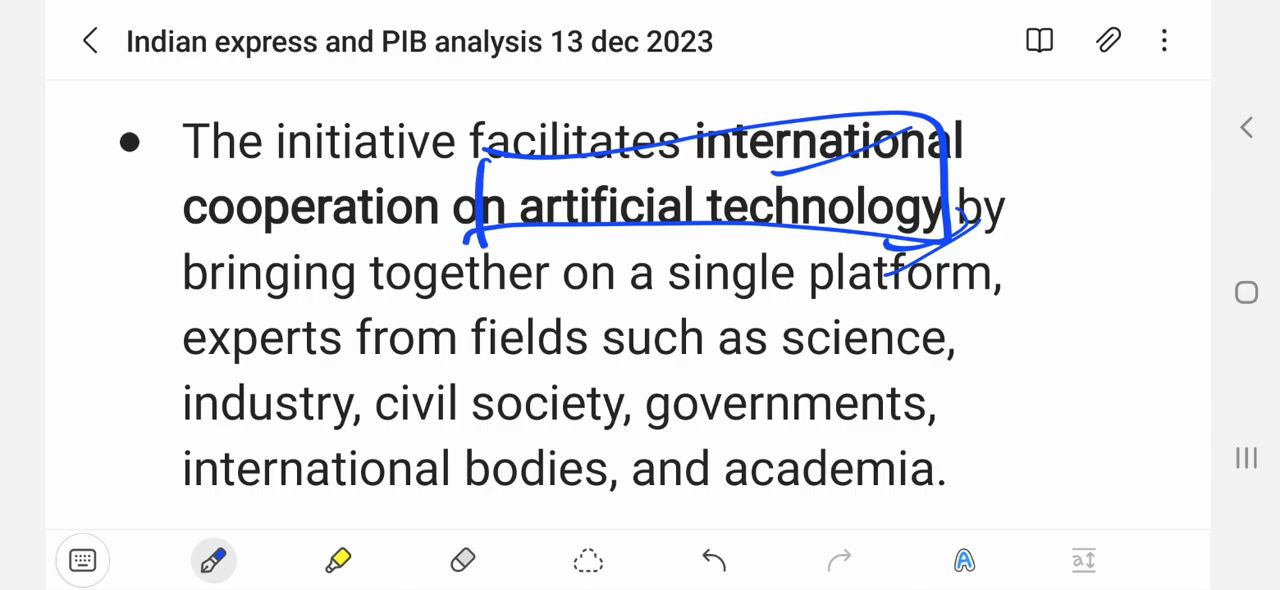 Indian express and PIB analysis 13 dec 2023
The initiative facilitates international
cooperation on artificial technology by
bringing together on a single platform,
experts from fields such as science,
industry, civil society, governments,
international bodies, and academia.
A
a